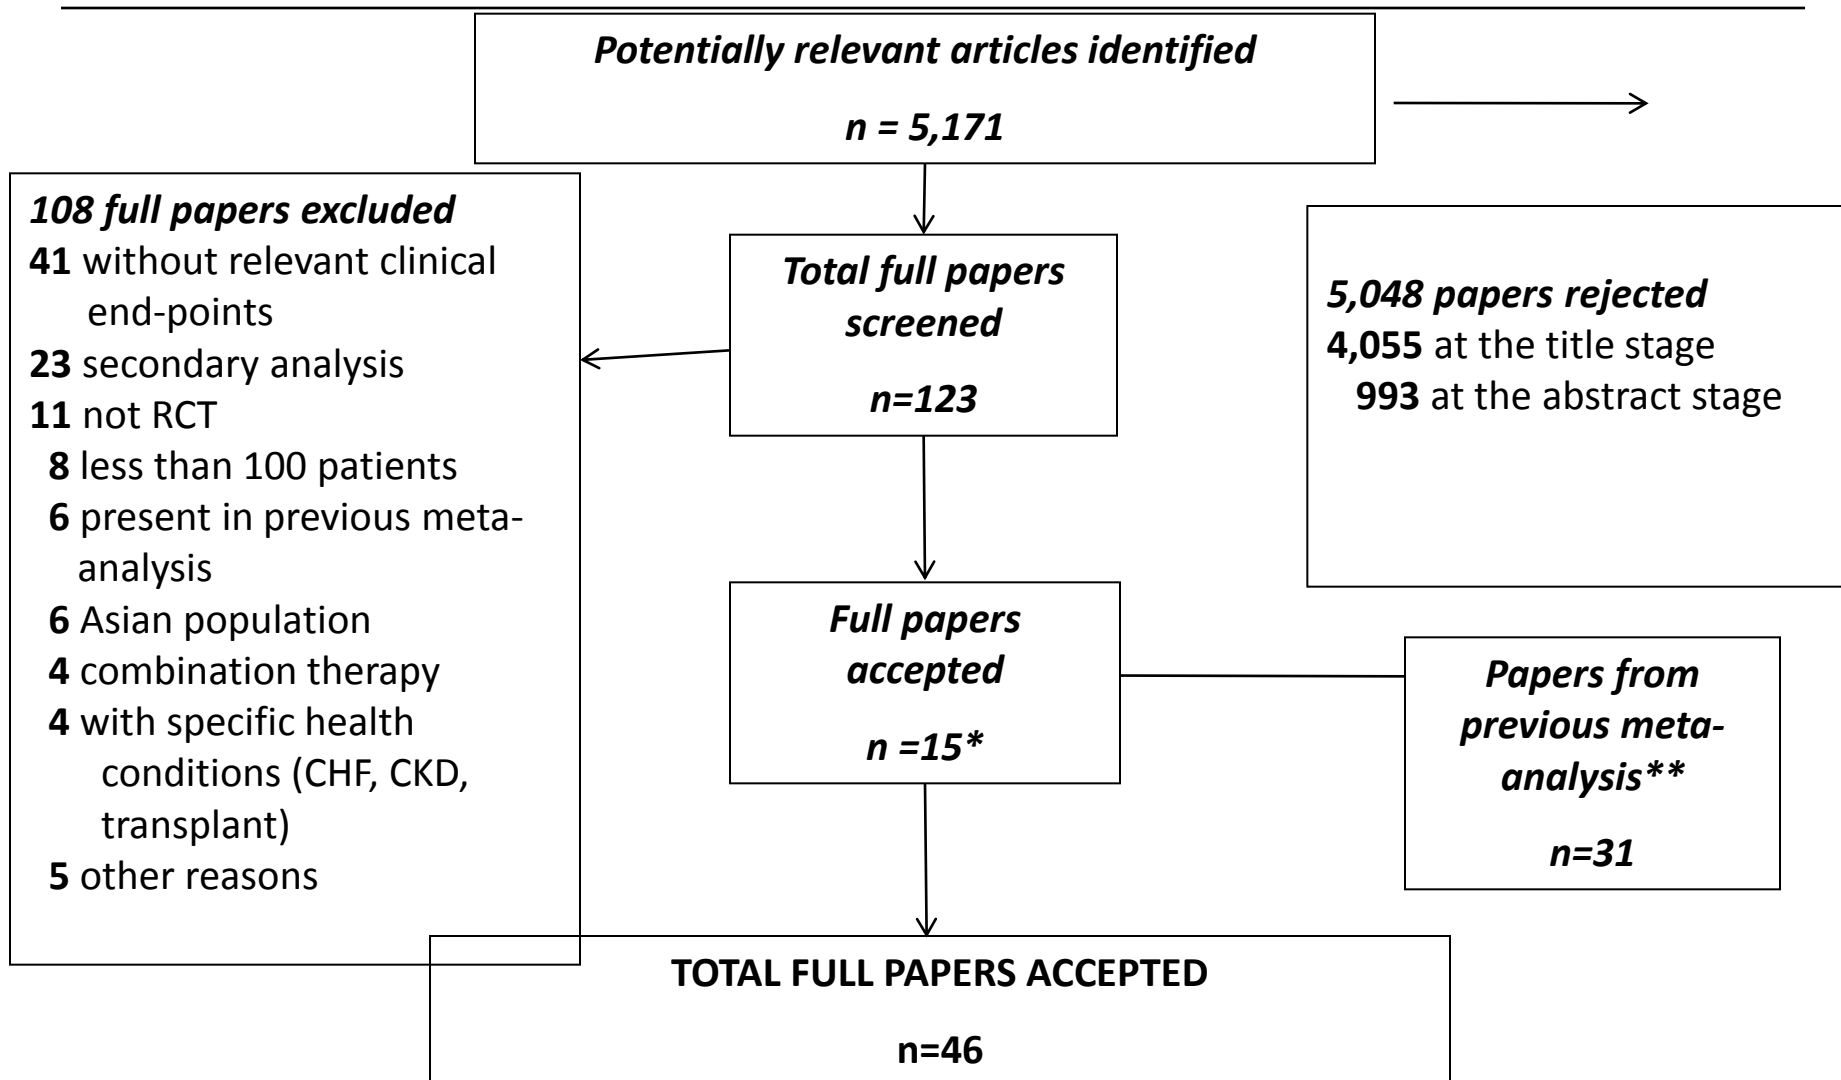 Potentially relevant articles identified
n = 5,171
108 full papers excluded
41 without relevant clinical
end-points
23 secondary analysis
11 not RCT
8 less than 100 patients
6 present in previous meta-
analysis
6 Asian population
4 combination therapy
4 with specific health
conditions (CHF, CKD,
transplant)
5 other reasons
Total full papers
screened
n=123
5,048 papers rejected
4,055 at the title stage
993 at the abstract stage
Full papers
accepted
n =15*
Papers from
previous meta-
analysis**
n=31
TOTAL FULL PAPERS ACCEPTED
n=46